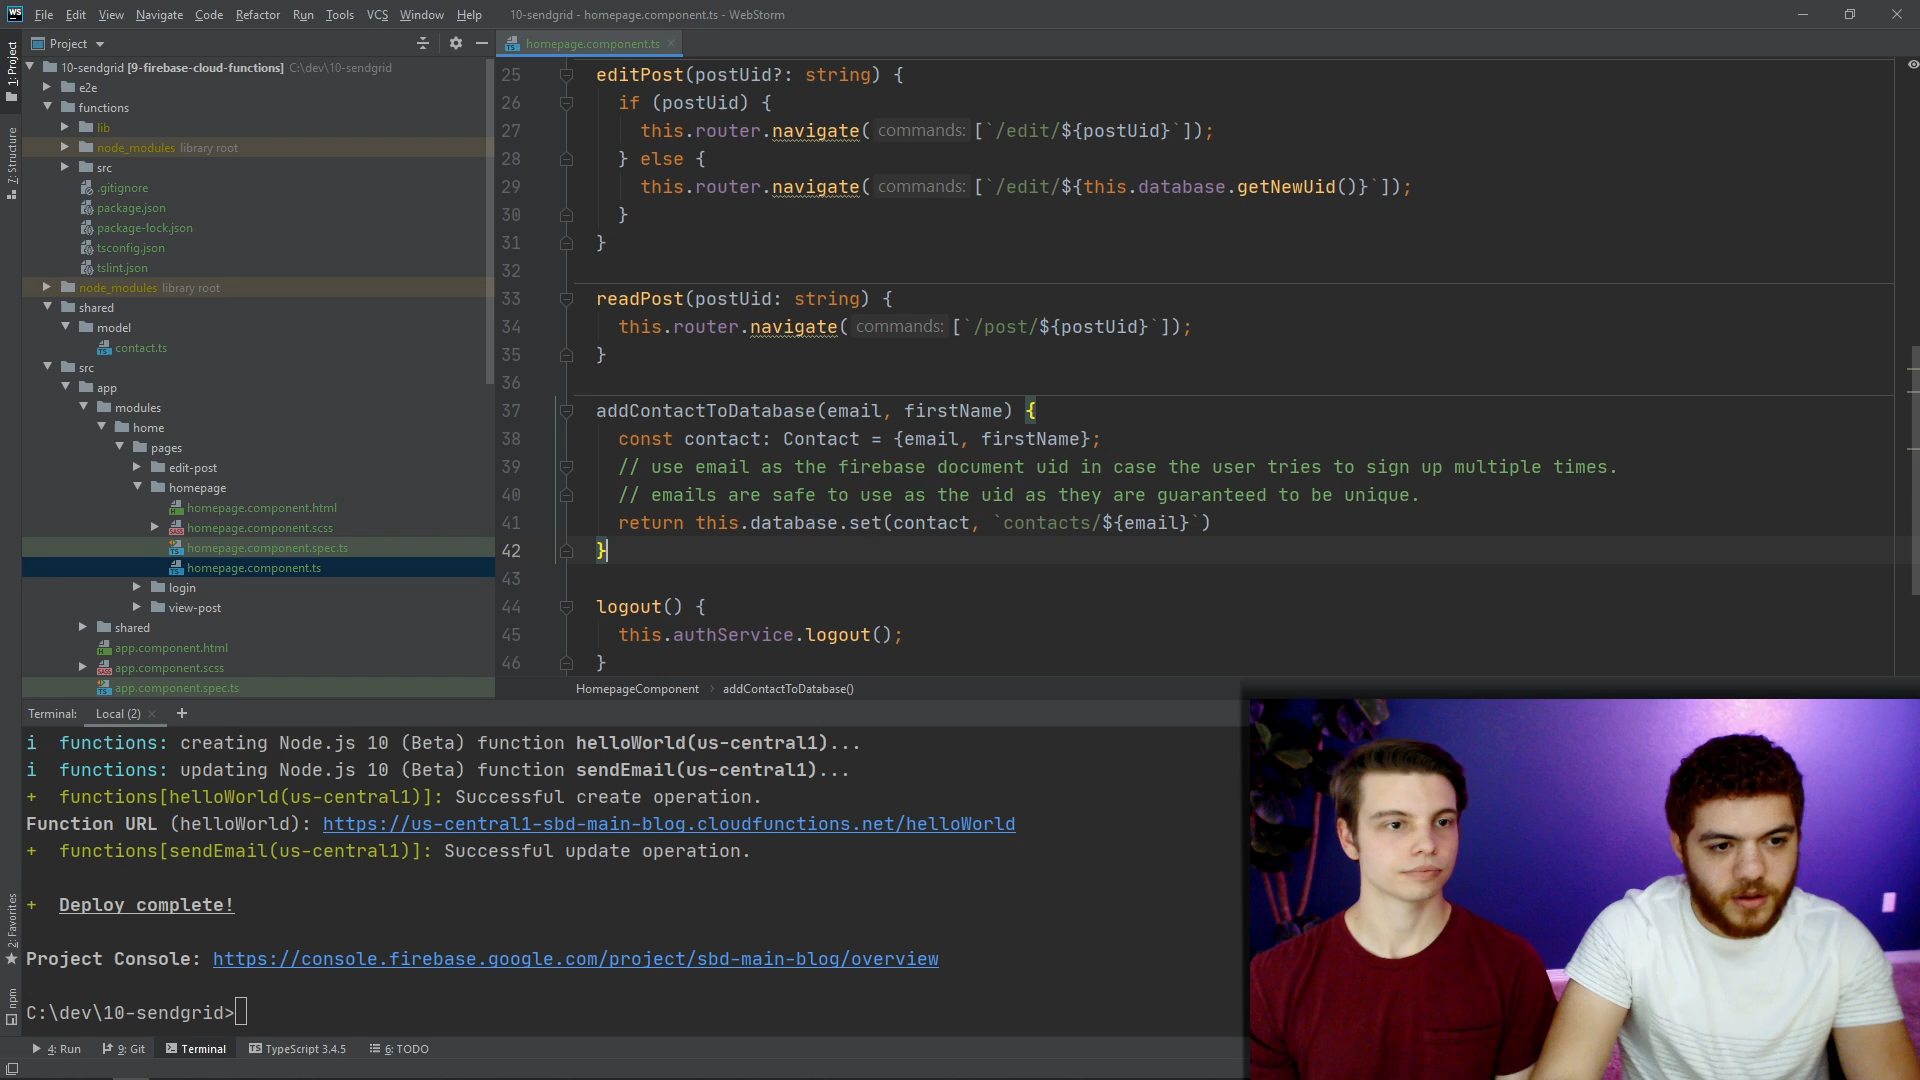 WS File Edit View Navigate Code Refactor Run Tools VCS Window Help 10-sendgrid - homepage.component.ts - WebStorm
Project
homepage.component.ts
1: Project
7: Structure
2: Favorites
npm
10-sendgrid [9-firebase-cloud-functions] C:\dev\10-sendgrid
e2e
functions
lib
node_modules library root
src
.gitignore
package.json
package-lock.json
tsconfig.json
tslint.json
node_modules library root
shared
model
contact.ts
src
app
modules
home
pages
edit-post
homepage
homepage.component.html
homepage.component.scss
homepage.component.spec.ts
homepage.component.ts
login
view-post
shared
app.component.html
app.component.scss
app.component.spec.ts
25 editPost(postUid?: string) {
26 if (postUid) {
27 this.router.navigate( commands: [`/edit/${postUid}`]);
28 } else {
29 this.router.navigate( commands: [`/edit/${this.database.getNewUid()}`]);
30 }
31 }
32
33 readPost(postUid: string) {
34 this.router.navigate( commands: [`/post/${postUid}`]);
35 }
36
37 addContactToDatabase(email, firstName) {
38 const contact: Contact = {email, firstName};
39 // use email as the firebase document uid in case the user tries to sign up multiple times.
40 // emails are safe to use as the uid as they are guaranteed to be unique.
41 return this.database.set(contact, `contacts/${email}`)
42 }
43
44 logout() {
45 this.authService.logout();
46 }
HomepageComponent › addContactToDatabase()
Terminal: Local (2) +
i functions: creating Node.js 10 (Beta) function helloWorld(us-central1)...
i functions: updating Node.js 10 (Beta) function sendEmail(us-central1)...
+ functions[helloWorld(us-central1)]: Successful create operation.
Function URL (helloWorld): https://us-central1-sbd-main-blog.cloudfunctions.net/helloWorld
+ functions[sendEmail(us-central1)]: Successful update operation.
+ Deploy complete!
Project Console: https://console.firebase.google.com/project/sbd-main-blog/overview
C:\dev\10-sendgrid>
4: Run 9: Git Terminal TypeScript 3.4.5 6: TODO